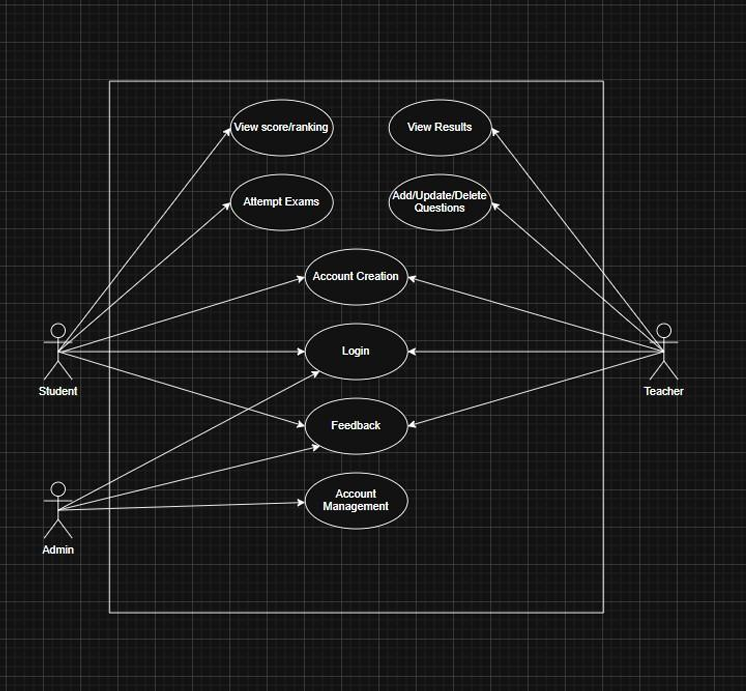 View score/ranking
View Results
Attempt Exams
Add/Update/Delete
Questions
Account Creation
Login
Student
Teacher
Feedback
Account
Management
Admin